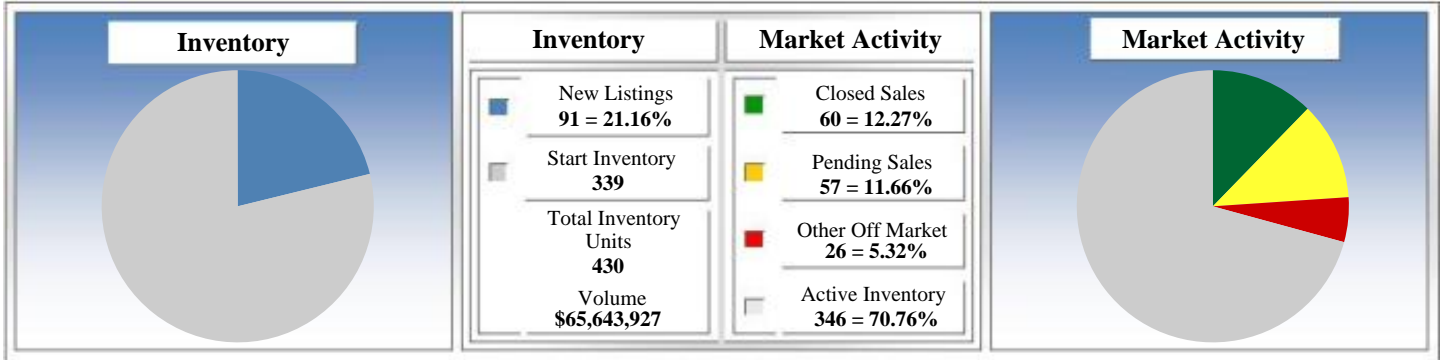 Inventory
Inventory
Market Activity
Market Activity
New Listings
91 = 21.16%
Start Inventory
339
Total Inventory
Units
430
Volume
$65,643,927
Closed Sales
60 = 12.27%
Pending Sales
57 = 11.66%
Other Off Market
26 = 5.32%
Active Inventory
346 = 70.76%